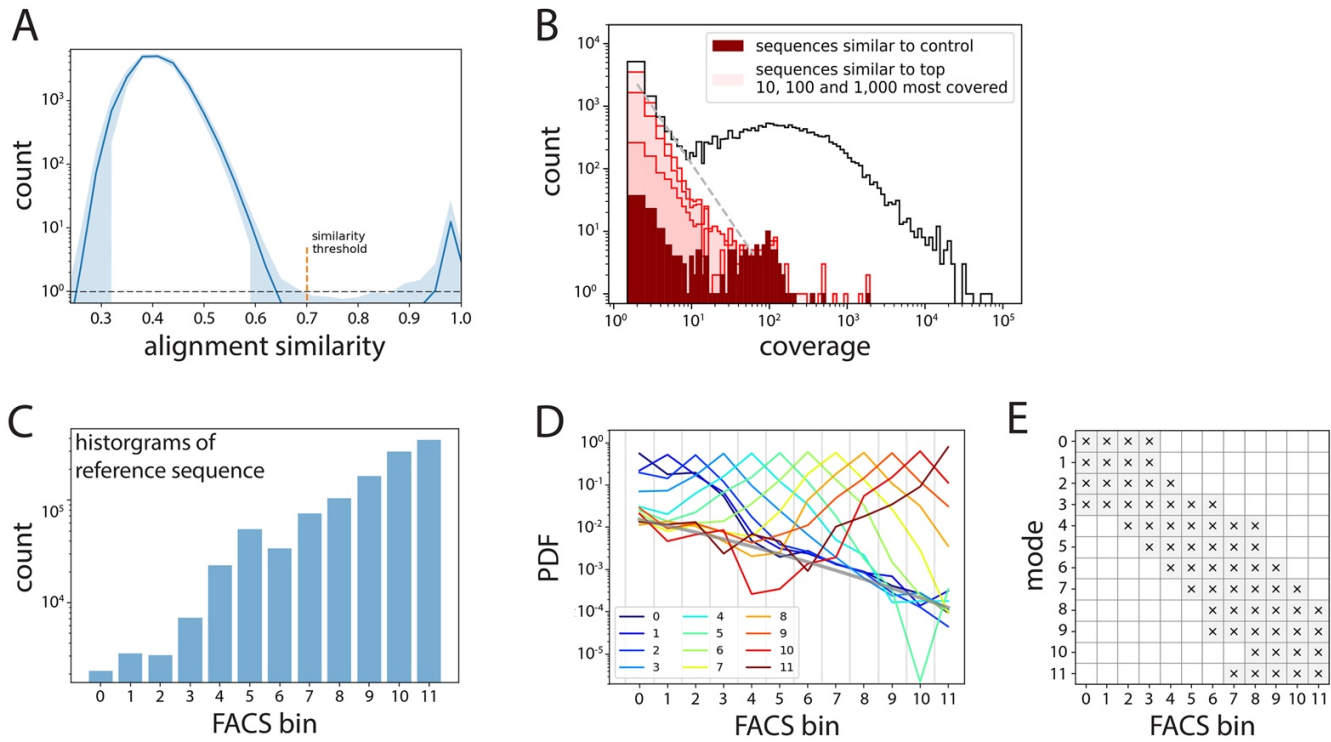 A
count
10³
10²
10¹
10⁰
similarity
threshold
0.3 0.4 0.5 0.6 0.7 0.8 0.9 1.0
alignment similarity
B
count
10⁴
10³
10²
10¹
10⁰
sequences similar to control
sequences similar to top
10, 100 and 1,000 most covered
10⁰ 10¹ 10² 10³ 10⁴ 10⁵
coverage
C
historgrams of
reference sequence
count
10⁵
10⁴
0 1 2 3 4 5 6 7 8 9 10 11
FACS bin
D
PDF
10⁰
10⁻¹
10⁻²
10⁻³
10⁻⁴
10⁻⁵
0 4 8
1 5 9
2 6 10
3 7 11
0 1 2 3 4 5 6 7 8 9 10 11
FACS bin
E
mode
0 × × × ×
1 × × × ×
2 × × × × ×
3 × × × × × × ×
4 × × × × × × ×
5 × × × × × ×
6 × × × × × ×
7 × × × × × ×
8 × × × × × ×
9 × × × × × ×
10 × × × ×
11 × × × × ×
0 1 2 3 4 5 6 7 8 9 10 11
FACS bin